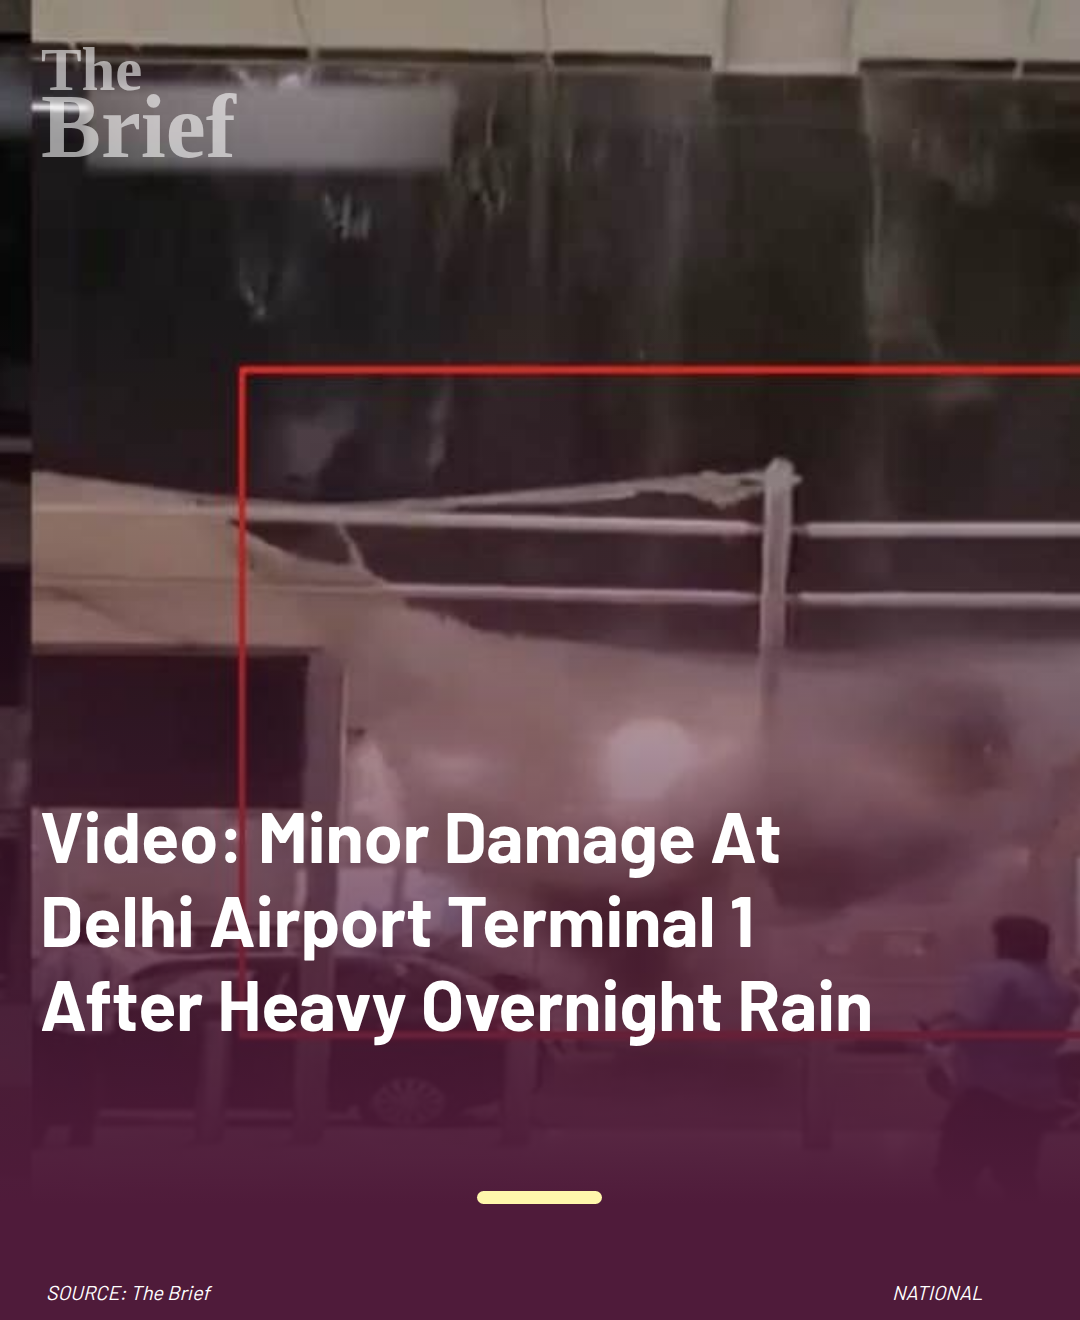 The
Brief
Video: Minor Damage At
Delhi Airport Terminal 1
After Heavy Overnight Rain
SOURCE: The Brief
NATIONAL